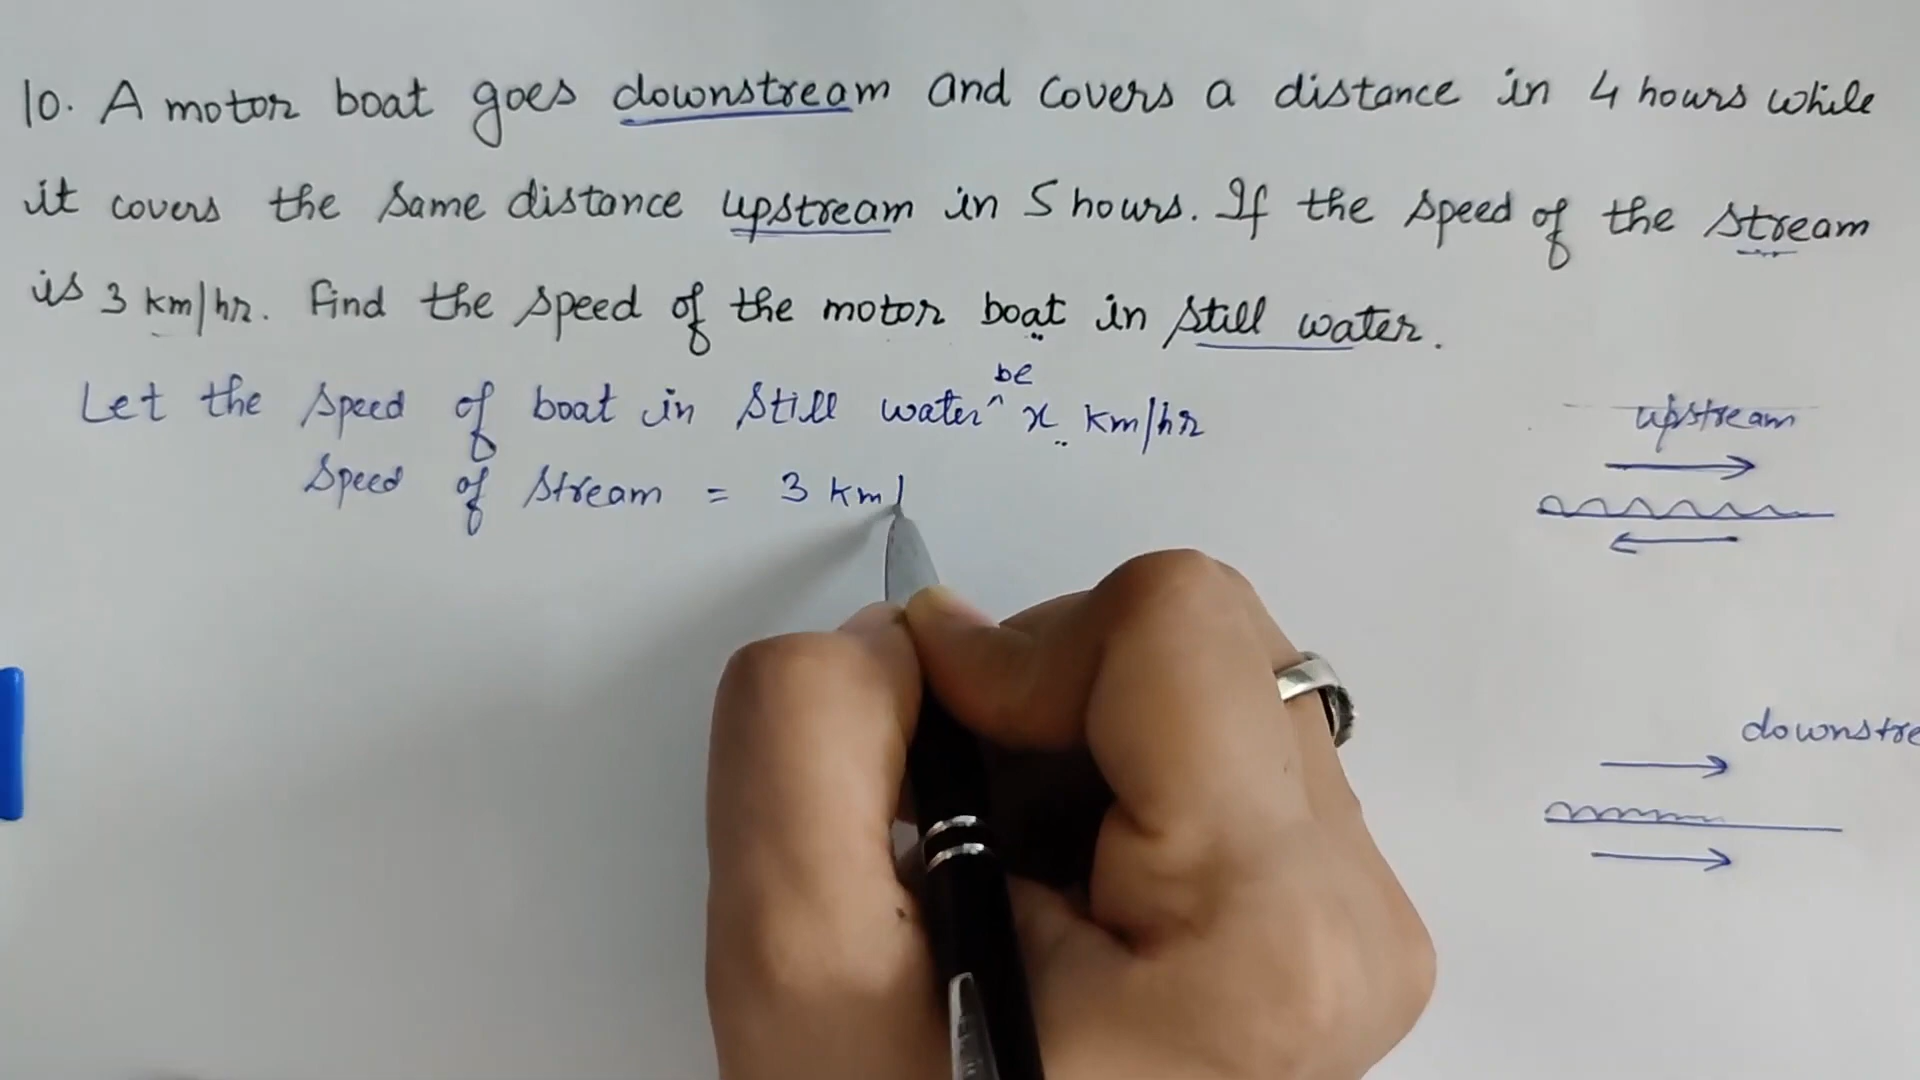 10. A motor boat goes downstream and covers a distance in 4 hours while
it covers the same distance upstream in 5 hours. If the speed of the stream
is 3 km/hr. Find the speed of the motor boat in still water.
be
Let the speed of boat in still water ^ x km/hr
Speed of stream = 3 km/
upstream
downstre